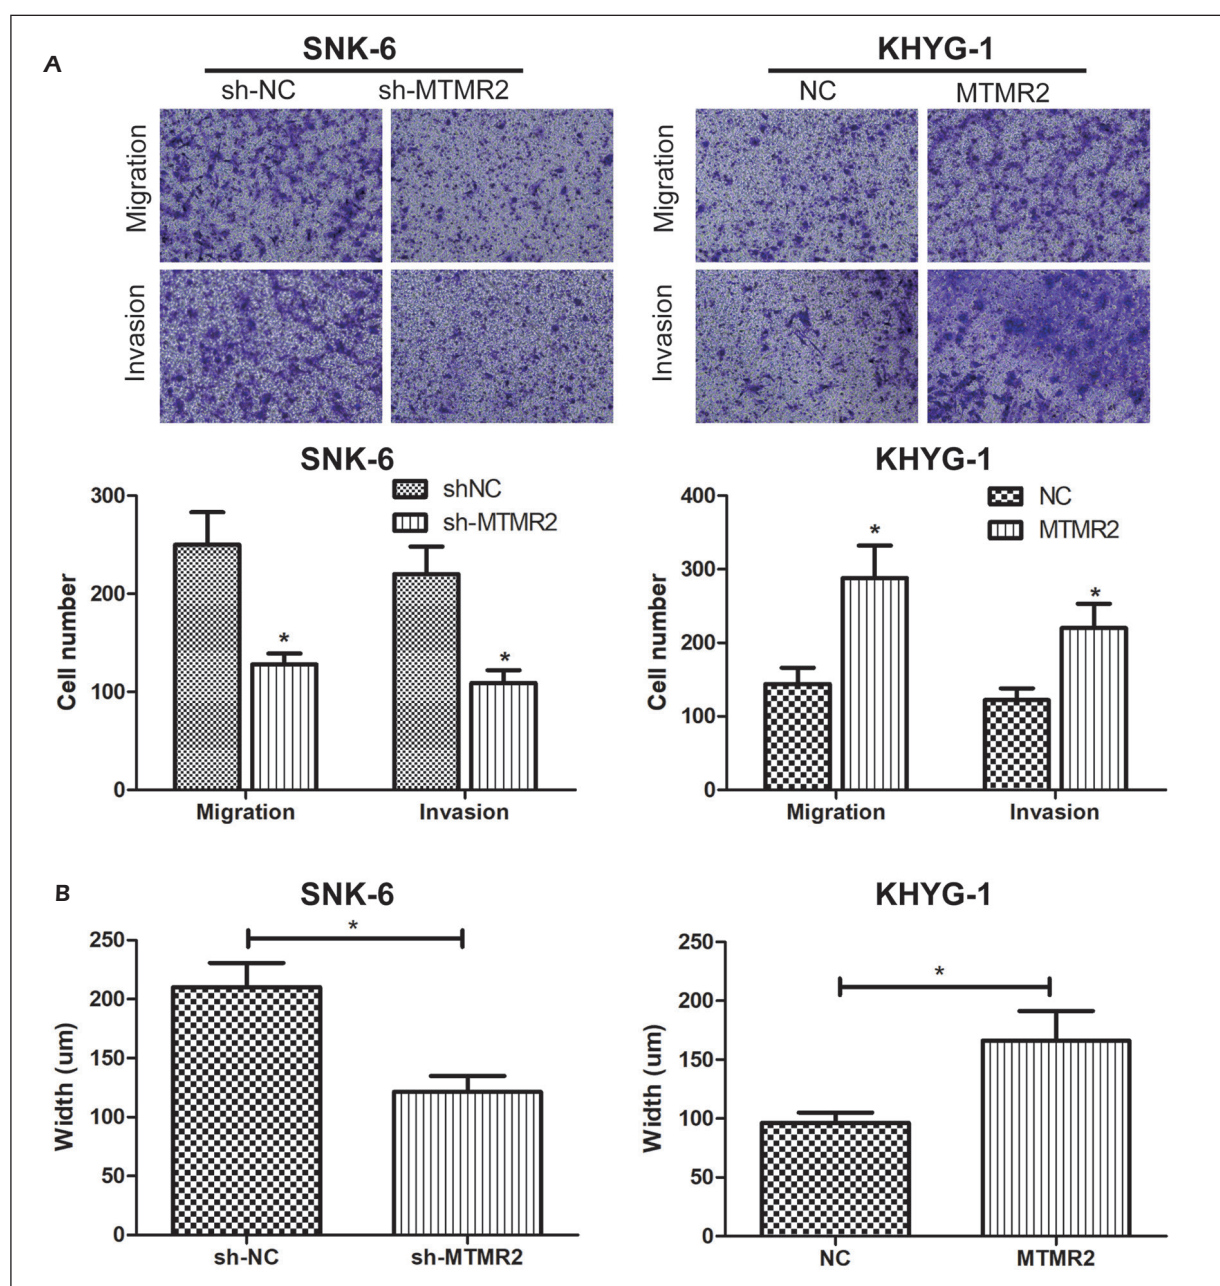 A
SNK-6
KHYG-1
sh-NC
sh-MTMR2
NC
MTMR2
Migration
Migration
Invasion
Invasion
SNK-6
shNC
sh-MTMR2
*
*
Cell number
300
200
100
0
Migration
Invasion
KHYG-1
NC
MTMR2
*
*
Cell number
400
300
200
100
0
Migration
Invasion
B
SNK-6
*
Width (um)
250
200
150
100
50
0
sh-NC
sh-MTMR2
KHYG-1
*
Width (um)
250
200
150
100
50
0
NC
MTMR2